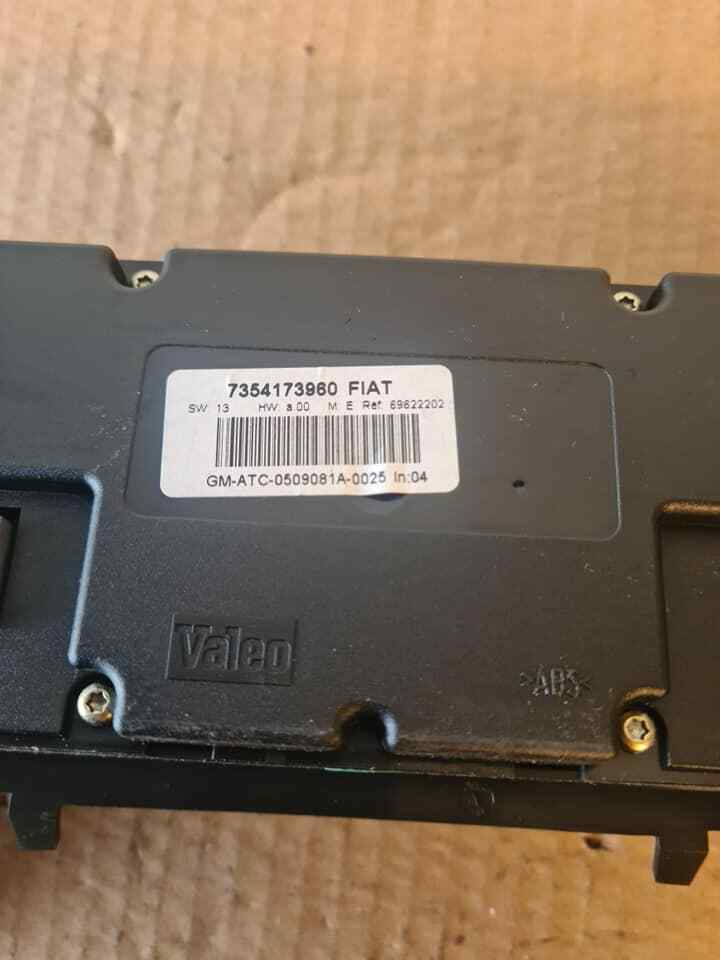 7354173960 FIAT
SW: 13 HW: a.00 M. E. Ref: 69622202
GM-ATC-0509081A-0025 In:04
Valeo
>ABS<